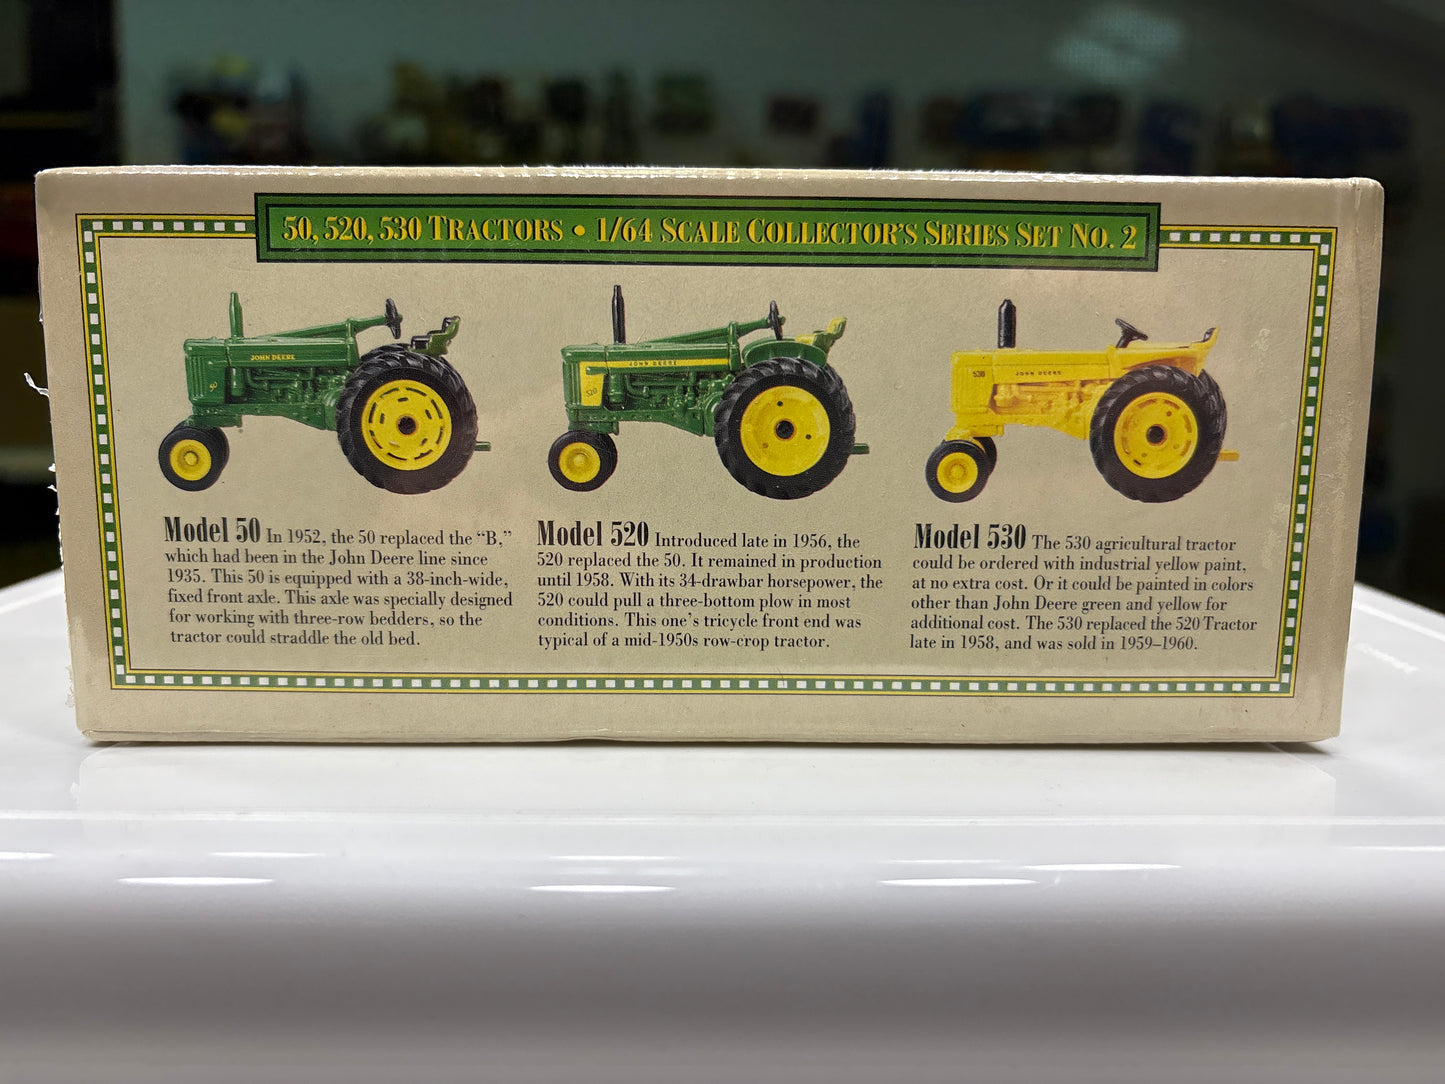 50, 520, 530 TRACTORS • 1/64 SCALE COLLECTOR'S SERIES SET NO. 2
JOHN DEERE
50
JOHN DEERE
520
530
JOHN DEERE
Model 50 In 1952, the 50 replaced the “B,”
which had been in the John Deere line since
1935. This 50 is equipped with a 38-inch-wide,
fixed front axle. This axle was specially designed
for working with three-row bedders, so the
tractor could straddle the old bed.
Model 520 Introduced late in 1956, the
520 replaced the 50. It remained in production
until 1958. With its 34-drawbar horsepower, the
520 could pull a three-bottom plow in most
conditions. This one's tricycle front end was
typical of a mid-1950s row-crop tractor.
Model 530 The 530 agricultural tractor
could be ordered with industrial yellow paint,
at no extra cost. Or it could be painted in colors
other than John Deere green and yellow for
additional cost. The 530 replaced the 520 Tractor
late in 1958, and was sold in 1959–1960.